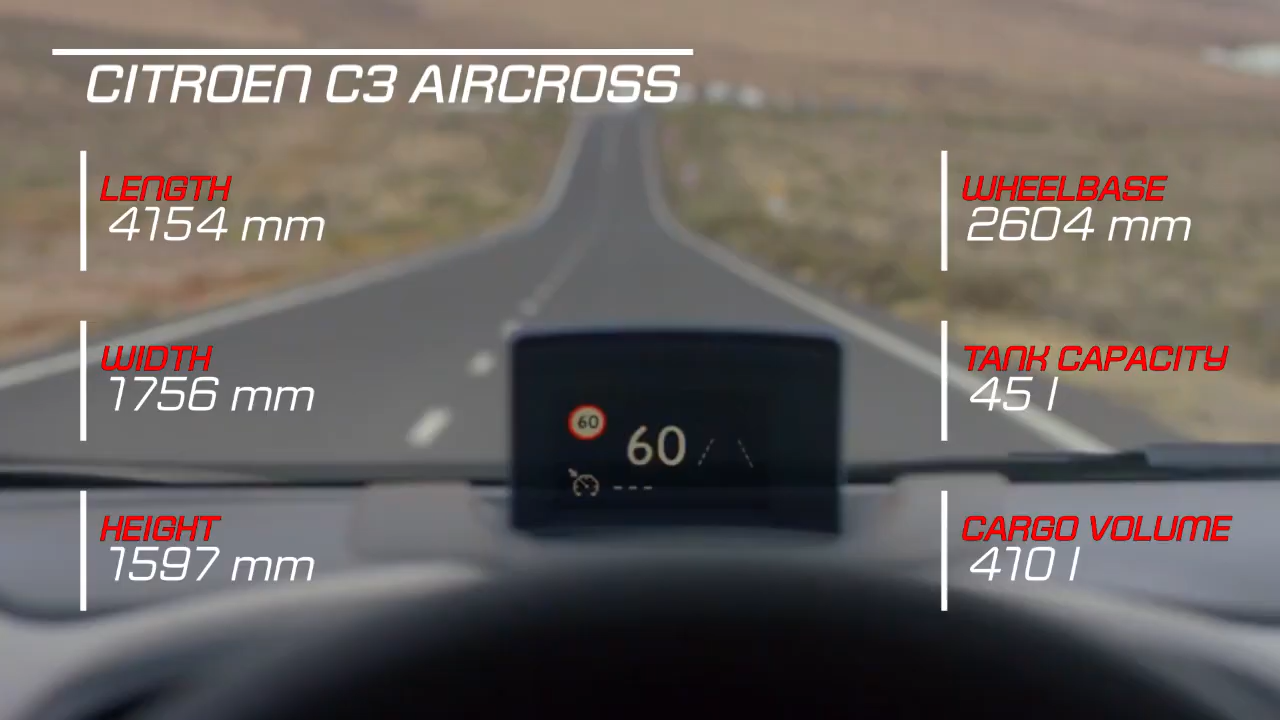 CITROEN C3 AIRCROSS
LENGTH
4154 mm
WIDTH
1756 mm
HEIGHT
1597 mm
WHEELBASE
2604 mm
TANK CAPACITY
45 l
CARGO VOLUME
410 l
60
60
---